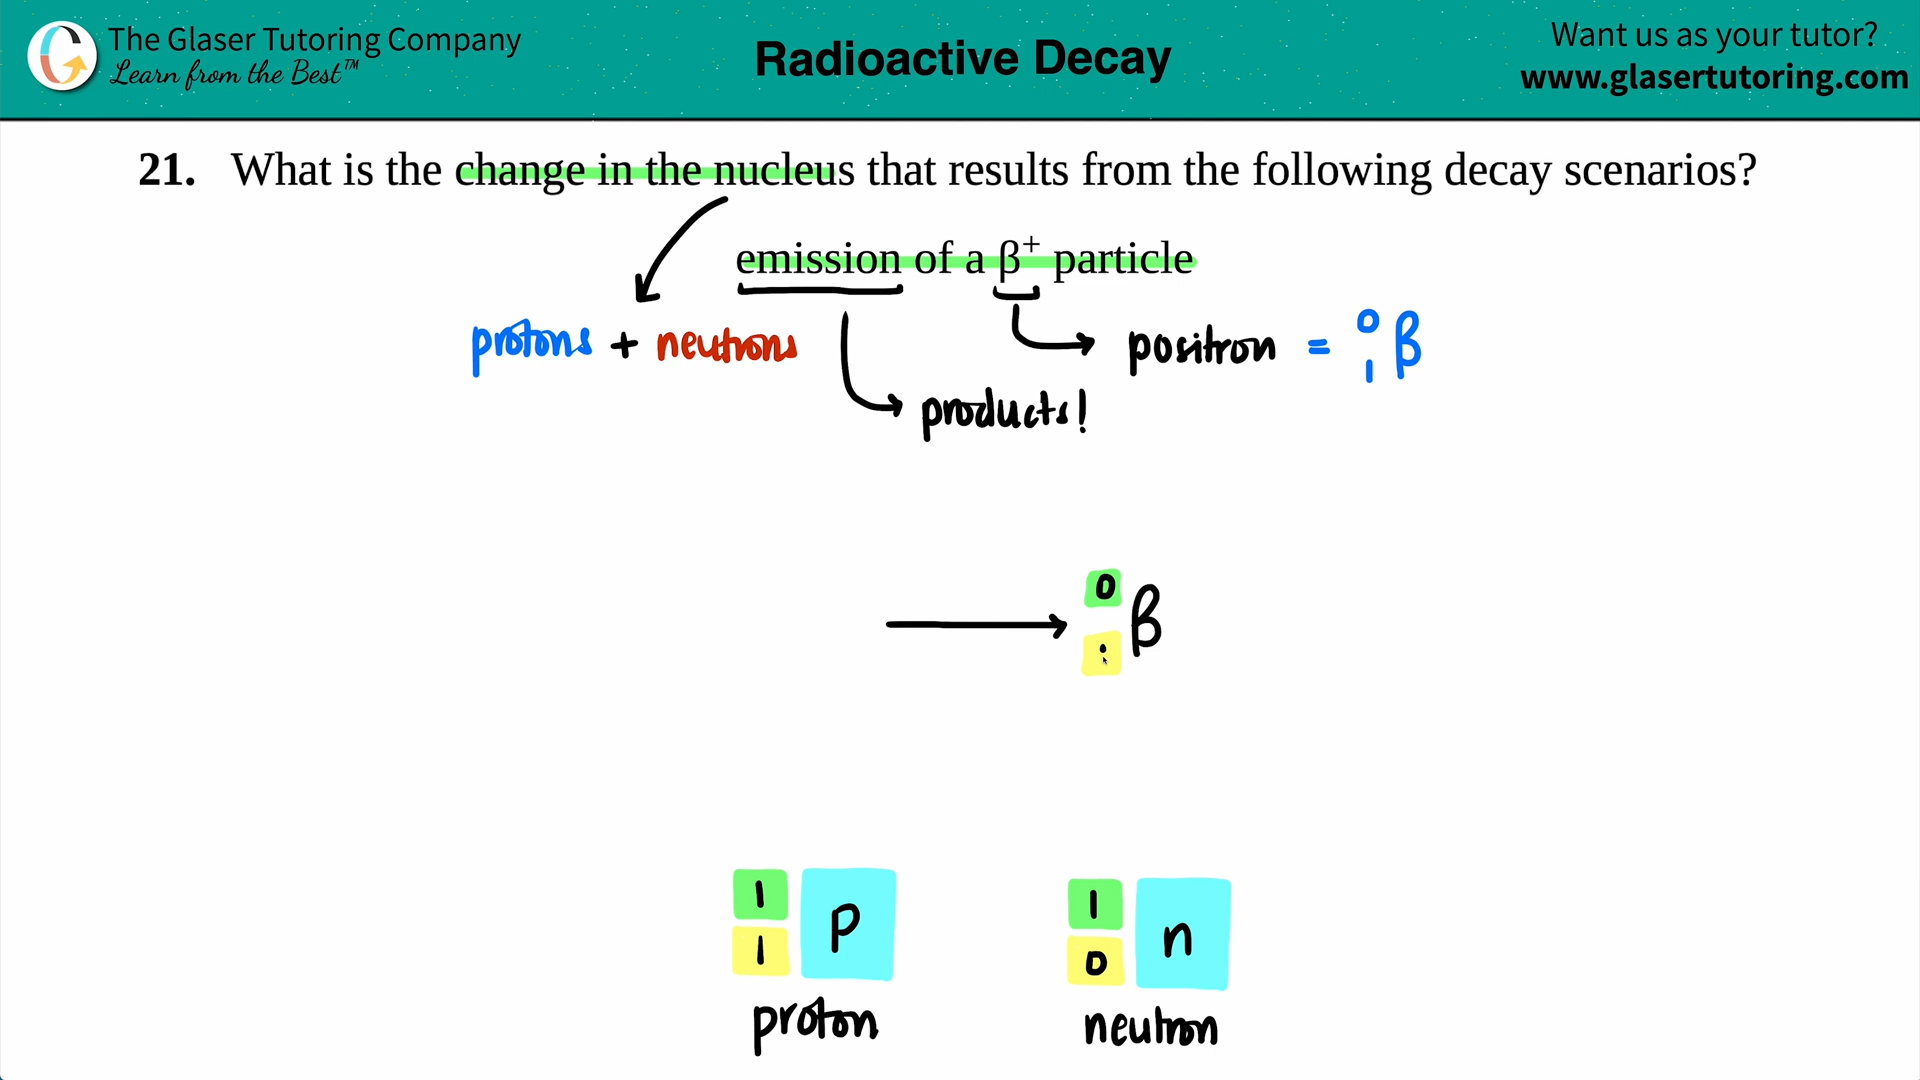 The Glaser Tutoring Company
Learn from the Best™
Radioactive Decay
Want us as your tutor?
www.glasertutoring.com
21. What is the change in the nucleus that results from the following decay scenarios?
emission of a β⁺ particle
protons + neutrons
positron = ⁰₁β
products!
⟶ ⁰ β
1 p
1
proton
1 n
0
neutron